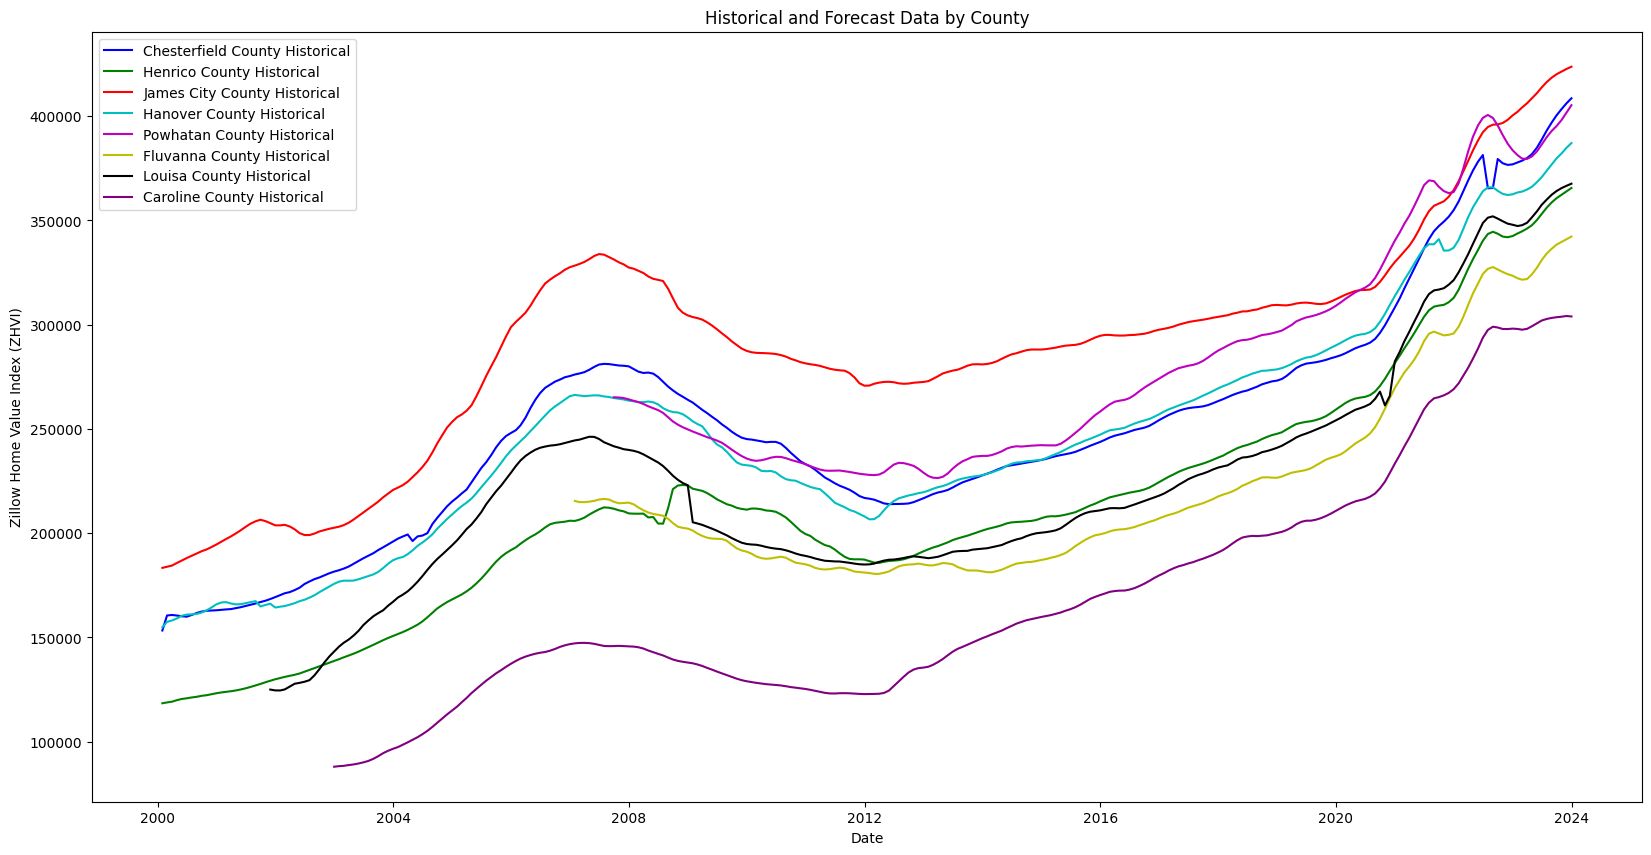 Historical and Forecast Data by County
Chesterfield County Historical
Henrico County Historical
James City County Historical
Hanover County Historical
Powhatan County Historical
Fluvanna County Historical
Louisa County Historical
Caroline County Historical
Zillow Home Value Index (ZHVI)
400000
350000
300000
250000
200000
150000
100000
2000 2004 2008 2012 2016 2020 2024
Date